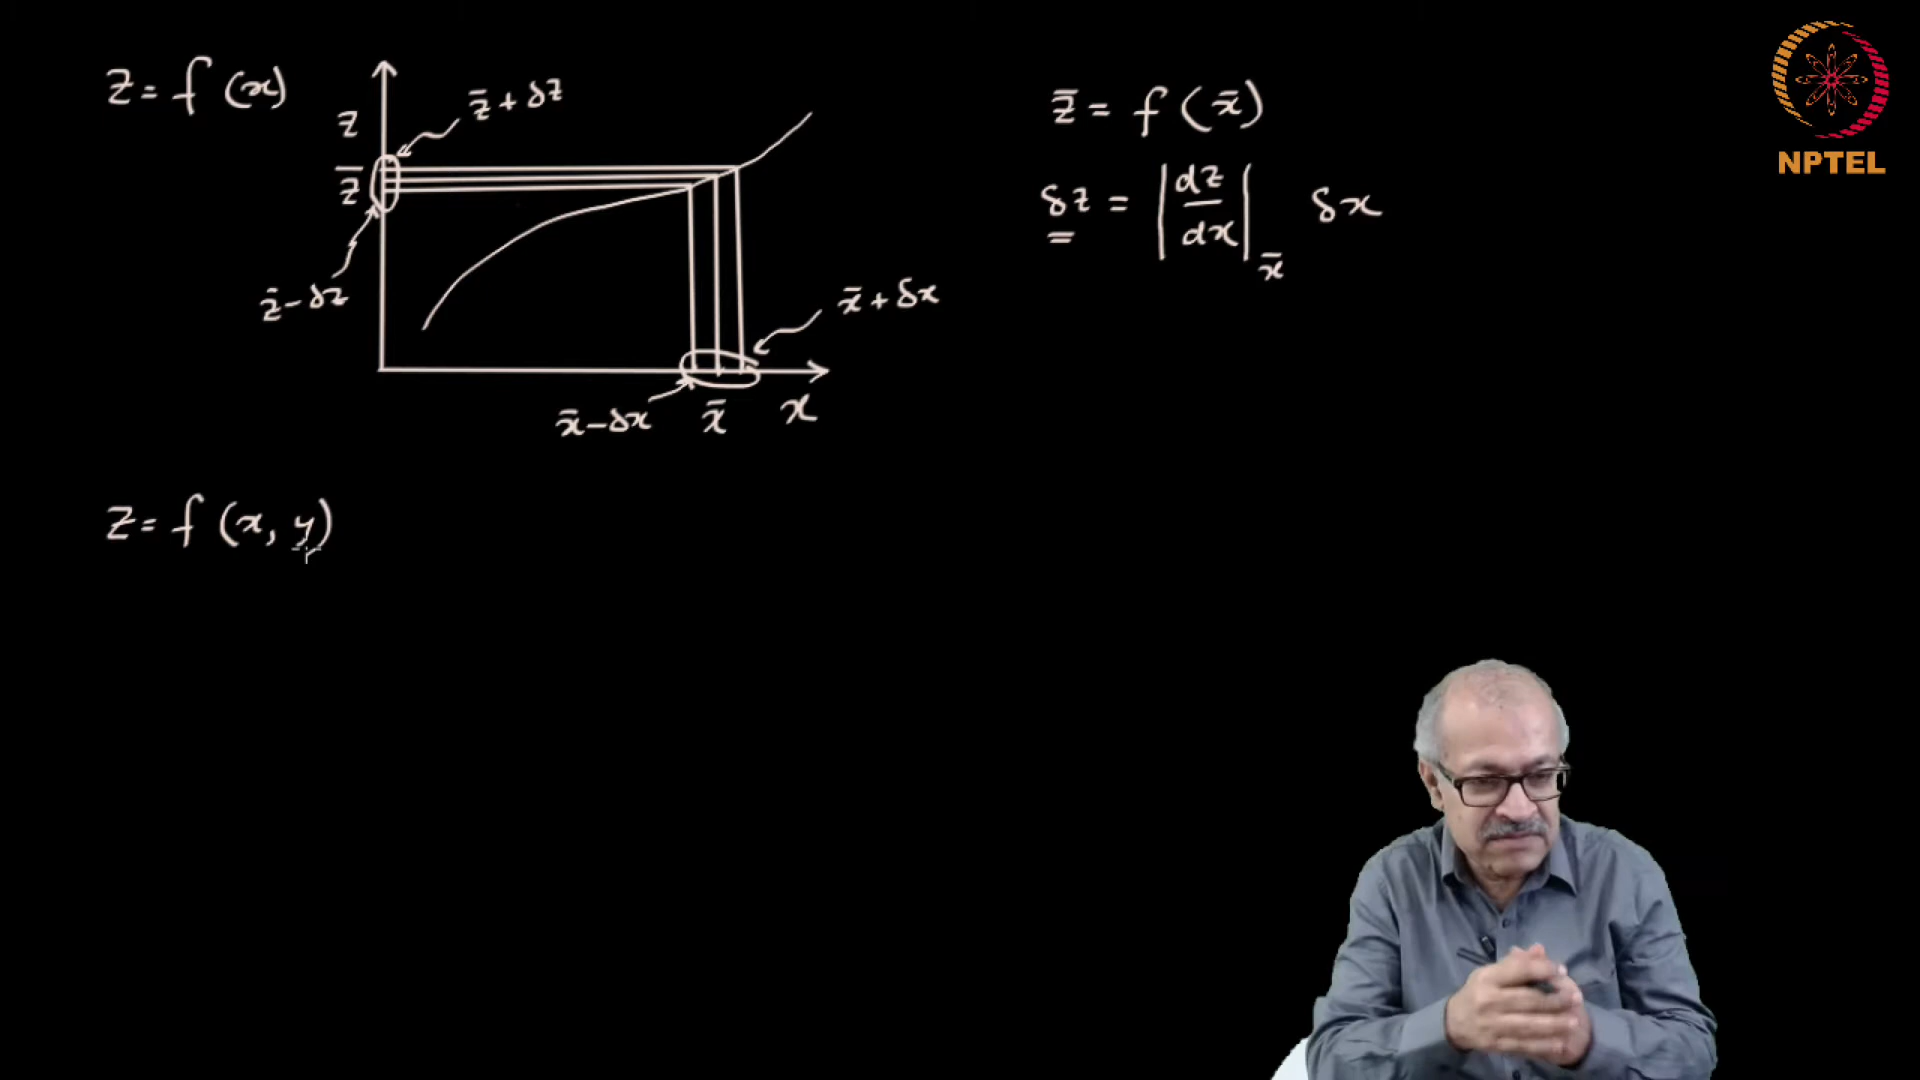 z = f (x)
z
z̄
z̄ + δz
z̄ - δz
x̄ + δx
x̄ - δx
x̄
x
z̄ = f (x̄)
δz = |dz/dx|x̄ δx
z = f (x, y)
NPTEL